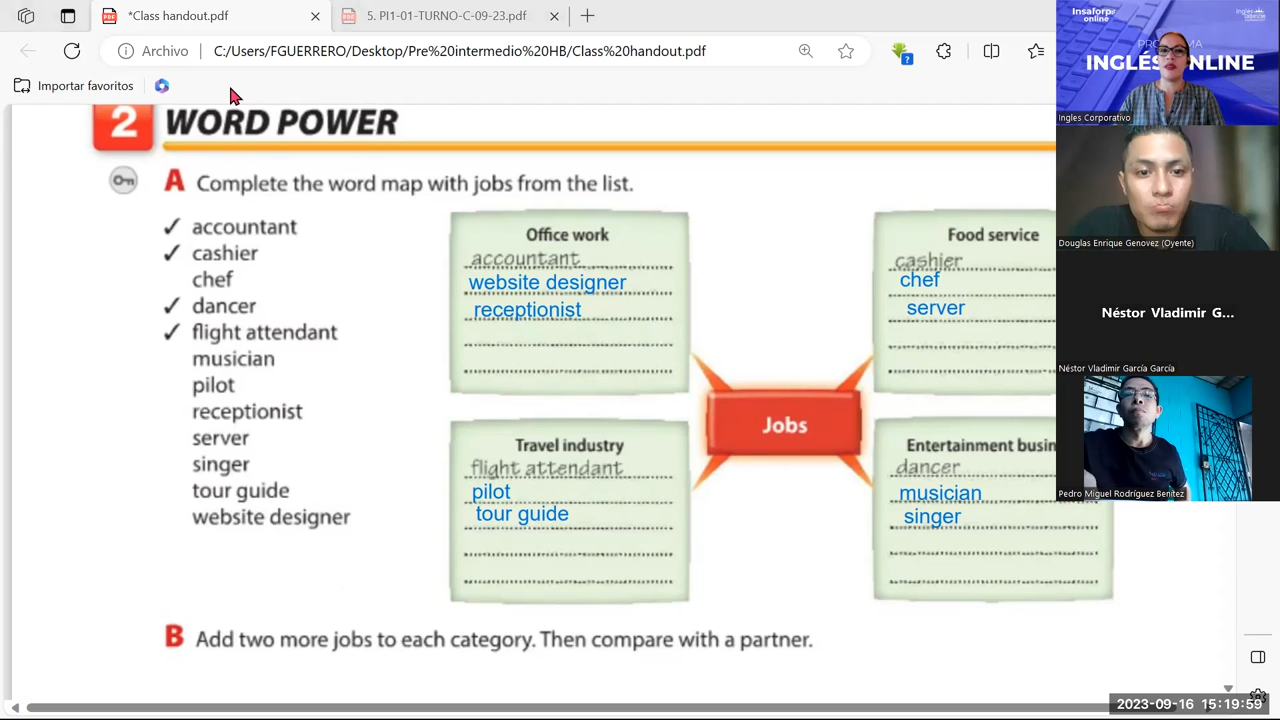 *Class handout.pdf
3.PI1-01-TURNO-C-09-23.pdf
Archivo
C:/Users/FGUERRERO/Desktop/Pre%20Intermedio%20HB/Class%20handout.pdf
Importar favoritos
Insaforp online
INGLÉS ONLINE
Ingles Corporativo
Douglas Enrique Genovez (Oyente)
Néstor Vladimir G...
Néstor Vladimir García García
Pedro Miguel Rodríguez Benitez
2 WORD POWER
A Complete the word map with jobs from the list.
✓ accountant
✓ cashier
chef
✓ dancer
✓ flight attendant
musician
pilot
receptionist
server
singer
tour guide
website designer
Office work
accountant
website designer
receptionist
Food service
cashier
chef
server
Jobs
Travel industry
flight attendant
pilot
tour guide
Entertainment busin
dancer
musician
singer
B Add two more jobs to each category. Then compare with a partner.
2023-09-16 15:19:59